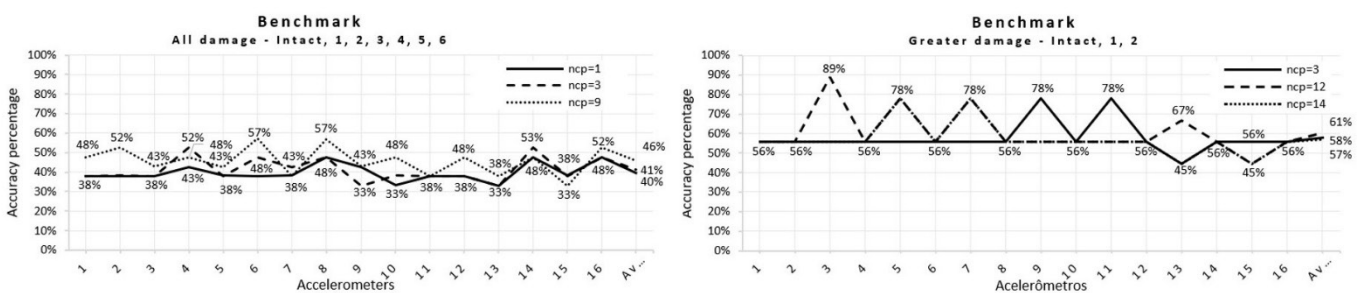 Benchmark
All damage - Intact, 1, 2, 3, 4, 5, 6
100%
90%
80%
70%
60%
50%
40%
30%
20%
10%
0%
Accuracy percentage
ncp=1
ncp=3
ncp=9
48% 52% 43% 52% 48% 57% 43% 57% 43% 48% 48% 38% 53% 38% 52% 46%
43% 48% 38% 41%
38% 38% 43% 38% 48% 33% 33% 38% 38% 33% 48% 33% 48% 40%
1 2 3 4 5 6 7 8 9 10 11 12 13 14 15 16 Av...
Accelerometers
Benchmark
Greater damage - Intact, 1, 2
100%
90%
80%
70%
60%
50%
40%
30%
20%
10%
0%
Accuracy percentage
ncp=3
ncp=12
ncp=14
89% 78% 78% 78% 78% 67% 56% 61%
58%
57%
56% 56% 56% 56% 56% 56% 56% 56% 56%
45% 45%
1 2 3 4 5 6 7 8 9 10 11 12 13 14 15 16 Av...
Acelerômetros